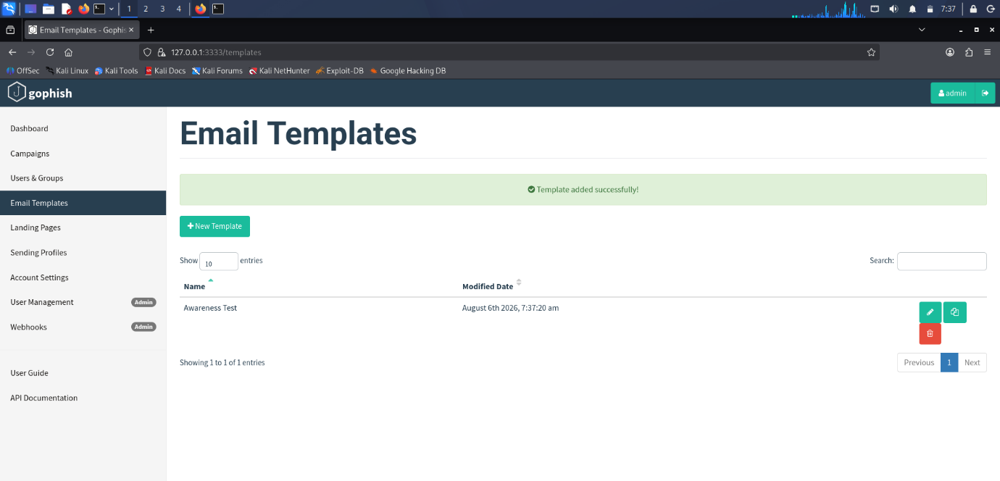 1 2 3 4 7:37
Email Templates - Gophis
127.0.0.1:3333/templates
OffSec Kali Linux Kali Tools Kali Docs Kali Forums Kali NetHunter Exploit-DB Google Hacking DB
gophish admin
Dashboard
Campaigns
Users & Groups
Email Templates
Landing Pages
Sending Profiles
Account Settings
User Management Admin
Webhooks Admin
User Guide
API Documentation
Email Templates
Template added successfully!
New Template
Show 10 entries Search:
Name Modified Date
Awareness Test August 6th 2026, 7:37:20 am
Showing 1 to 1 of 1 entries Previous 1 Next